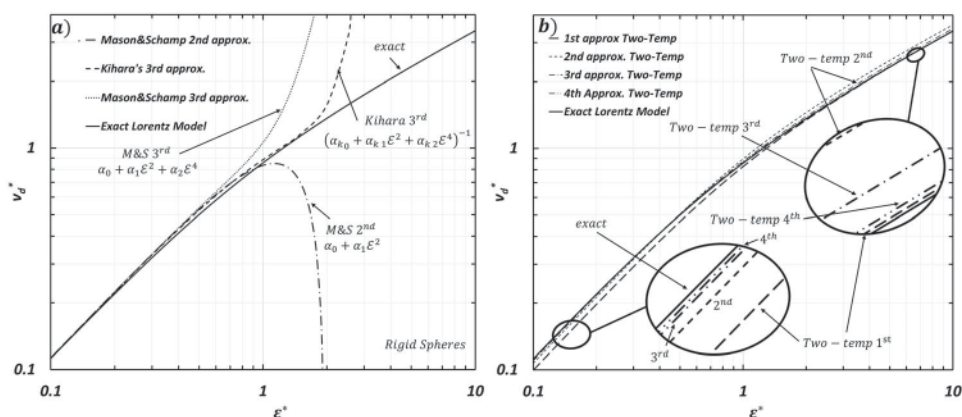 a)
Mason&Schamp 2nd approx.
Kihara's 3rd approx.
Mason&Schamp 3rd approx.
Exact Lorentz Model
exact
Kihara 3rd
(αk0 + αk1ε² + αk2ε⁴)⁻¹
M&S 3rd
α0 + α1ε² + α2ε⁴
M&S 2nd
α0 + α1ε²
Rigid Spheres
1
0.1
vd*
0.1
1
10
ε*
b)
1st approx Two-Temp
2nd approx. Two-Temp
3rd approx. Two-Temp
4th Approx. Two-Temp
Exact Lorentz Model
Two-temp 2nd
Two-temp 3rd
Two-temp 4th
exact
4th
2nd
3rd
Two-temp 1st
1
0.1
vd*
0.1
1
10
ε*